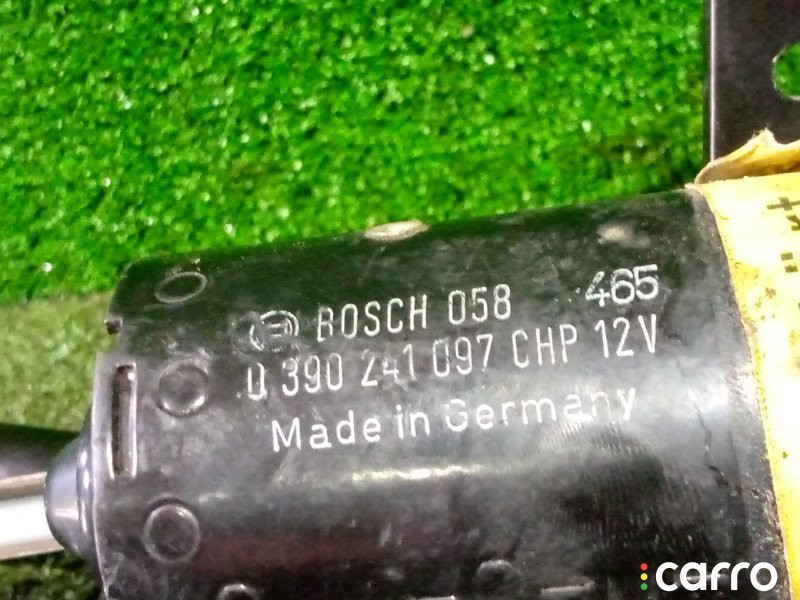 BOSCH 058 465
0 390 241 097 CHP 12V
Made in Germany
carro